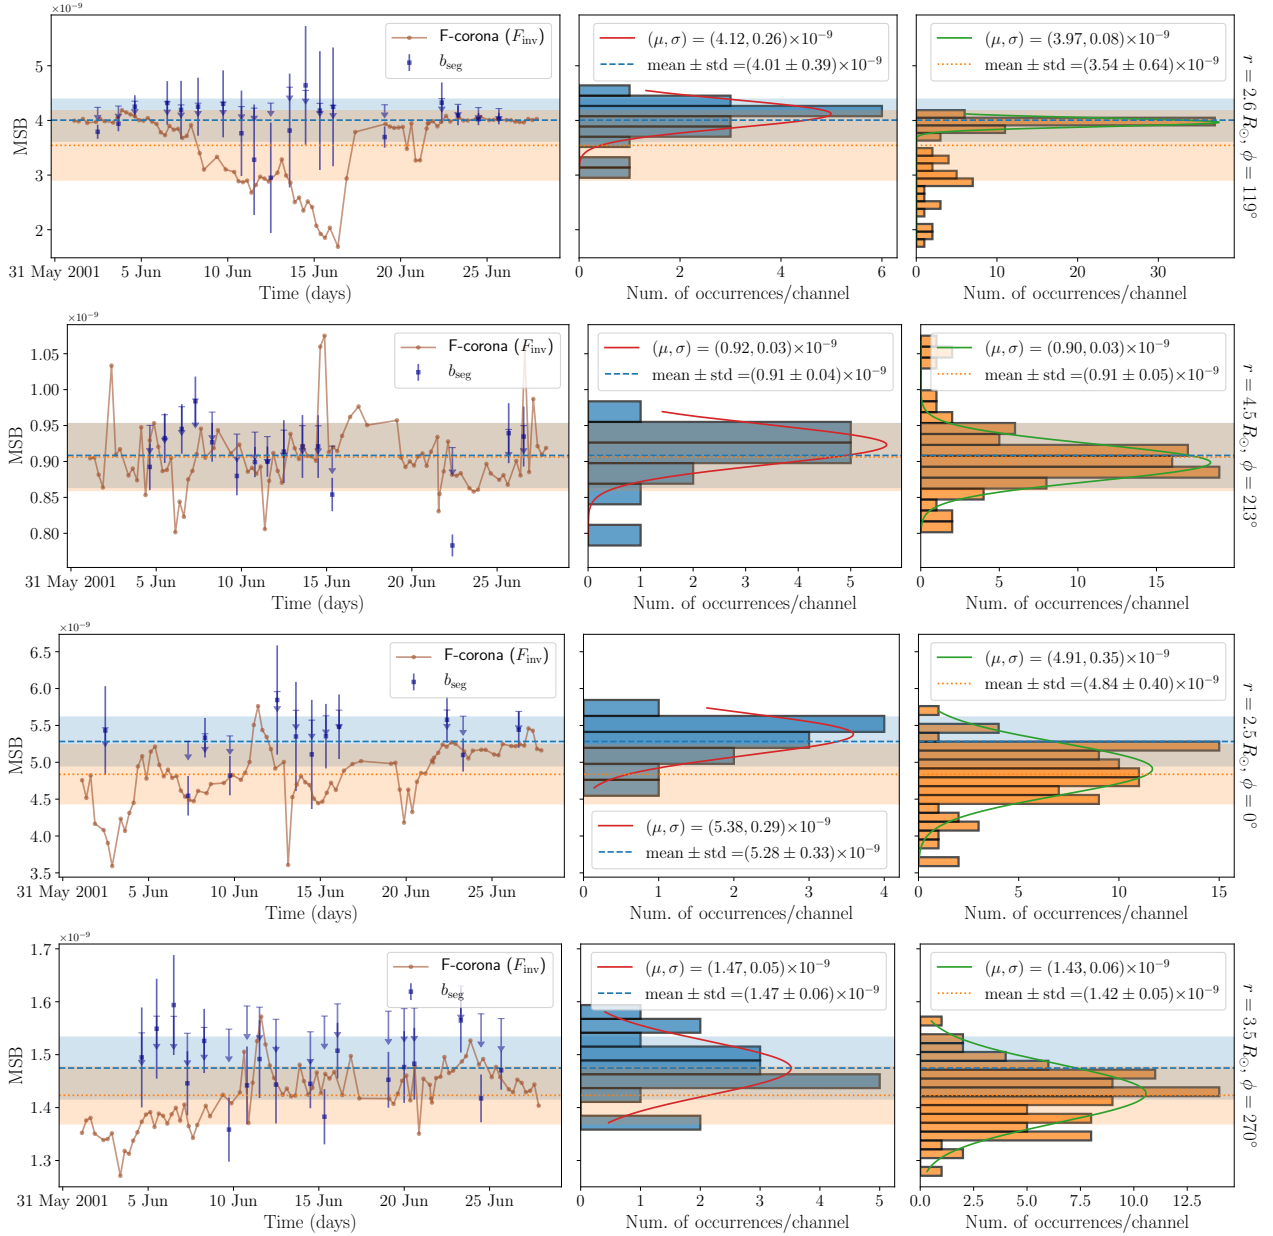 ×10⁻⁹
MSB
5
4
3
2
F-corona (F_inv)
b_seg
31 May 2001 5 Jun 10 Jun 15 Jun 20 Jun 25 Jun
Time (days)
(μ, σ) = (4.12, 0.26)×10⁻⁹
mean ± std =(4.01 ± 0.39)×10⁻⁹
0 2 4 6
Num. of occurrences/channel
(μ, σ) = (3.97, 0.08)×10⁻⁹
mean ± std =(3.54 ± 0.64)×10⁻⁹
0 10 20 30
Num. of occurrences/channel
r = 2.6 R☉, ϕ = 119°
×10⁻⁹
MSB
1.05
1.00
0.95
0.90
0.85
0.80
F-corona (F_inv)
b_seg
31 May 2001 5 Jun 10 Jun 15 Jun 20 Jun 25 Jun
Time (days)
(μ, σ) = (0.92, 0.03)×10⁻⁹
mean ± std =(0.91 ± 0.04)×10⁻⁹
0 1 2 3 4 5
Num. of occurrences/channel
(μ, σ) = (0.90, 0.03)×10⁻⁹
mean ± std =(0.91 ± 0.05)×10⁻⁹
0 5 10 15
Num. of occurrences/channel
r = 4.5 R☉, ϕ = 213°
×10⁻⁹
MSB
6.5
6.0
5.5
5.0
4.5
4.0
3.5
F-corona (F_inv)
b_seg
31 May 2001 5 Jun 10 Jun 15 Jun 20 Jun 25 Jun
Time (days)
(μ, σ) = (5.38, 0.29)×10⁻⁹
mean ± std =(5.28 ± 0.33)×10⁻⁹
0 1 2 3 4
Num. of occurrences/channel
(μ, σ) = (4.91, 0.35)×10⁻⁹
mean ± std =(4.84 ± 0.40)×10⁻⁹
0 5 10 15
Num. of occurrences/channel
r = 2.5 R☉, ϕ = 0°
×10⁻⁹
MSB
1.7
1.6
1.5
1.4
1.3
F-corona (F_inv)
b_seg
31 May 2001 5 Jun 10 Jun 15 Jun 20 Jun 25 Jun
Time (days)
(μ, σ) = (1.47, 0.05)×10⁻⁹
mean ± std =(1.47 ± 0.06)×10⁻⁹
0 1 2 3 4 5
Num. of occurrences/channel
(μ, σ) = (1.43, 0.06)×10⁻⁹
mean ± std =(1.42 ± 0.05)×10⁻⁹
0.0 2.5 5.0 7.5 10.0 12.5
Num. of occurrences/channel
r = 3.5 R☉, ϕ = 270°